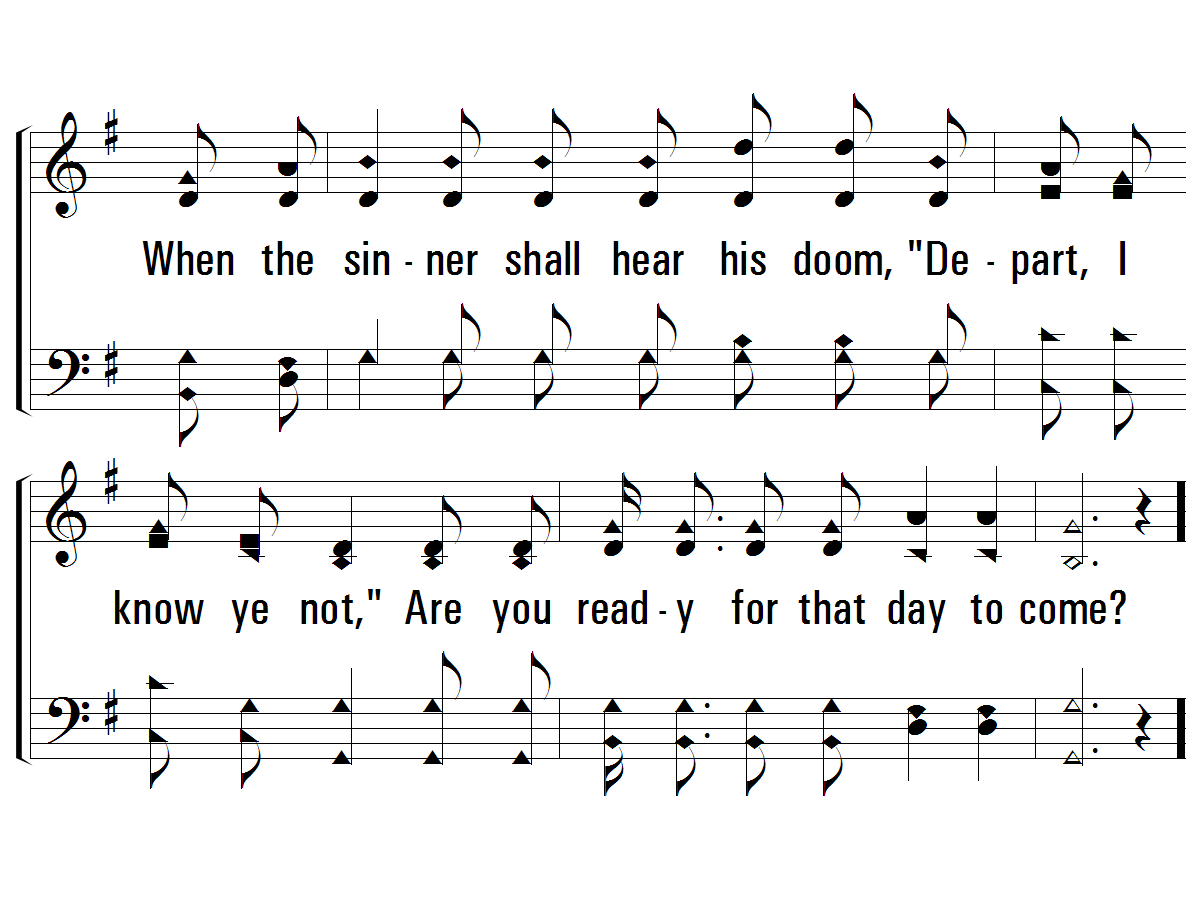 When the sin - ner shall hear his doom, "De - part, I
know ye not," Are you read - y for that day to come?